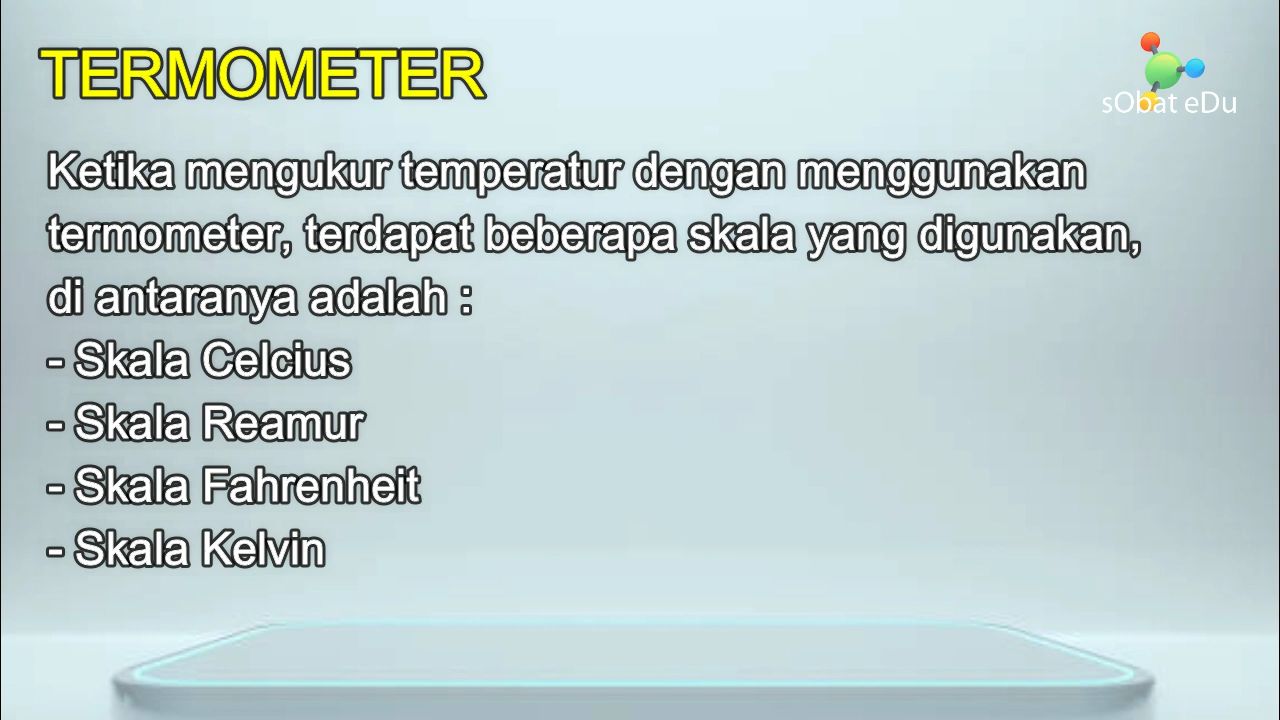 TERMOMETER
sObat eDu
Ketika mengukur temperatur dengan menggunakan
termometer, terdapat beberapa skala yang digunakan,
di antaranya adalah :
- Skala Celcius
- Skala Reamur
- Skala Fahrenheit
- Skala Kelvin